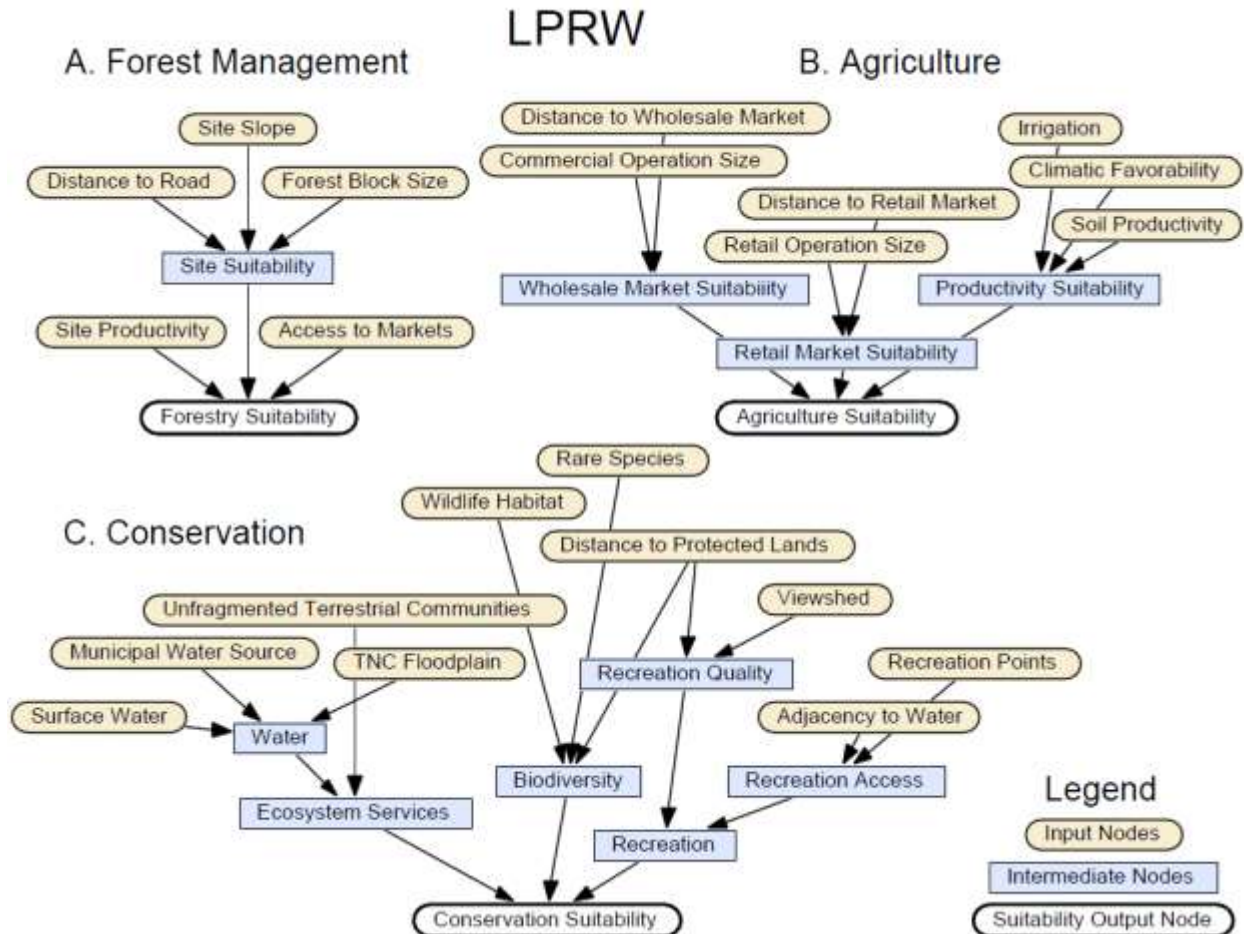 LPRW
A. Forest Management
Site Slope
Distance to Road
Forest Block Size
Site Suitability
Site Productivity
Access to Markets
Forestry Suitability
B. Agriculture
Distance to Wholesale Market
Commercial Operation Size
Irrigation
Climatic Favorability
Distance to Retail Market
Soil Productivity
Retail Operation Size
Wholesale Market Suitability
Productivity Suitability
Retail Market Suitability
Agriculture Suitability
C. Conservation
Rare Species
Wildlife Habitat
Distance to Protected Lands
Unfragmented Terrestrial Communities
Viewshed
Municipal Water Source
TNC Floodplain
Recreation Quality
Recreation Points
Surface Water
Adjacency to Water
Water
Biodiversity
Recreation Access
Ecosystem Services
Recreation
Conservation Suitability
Legend
Input Nodes
Intermediate Nodes
Suitability Output Node